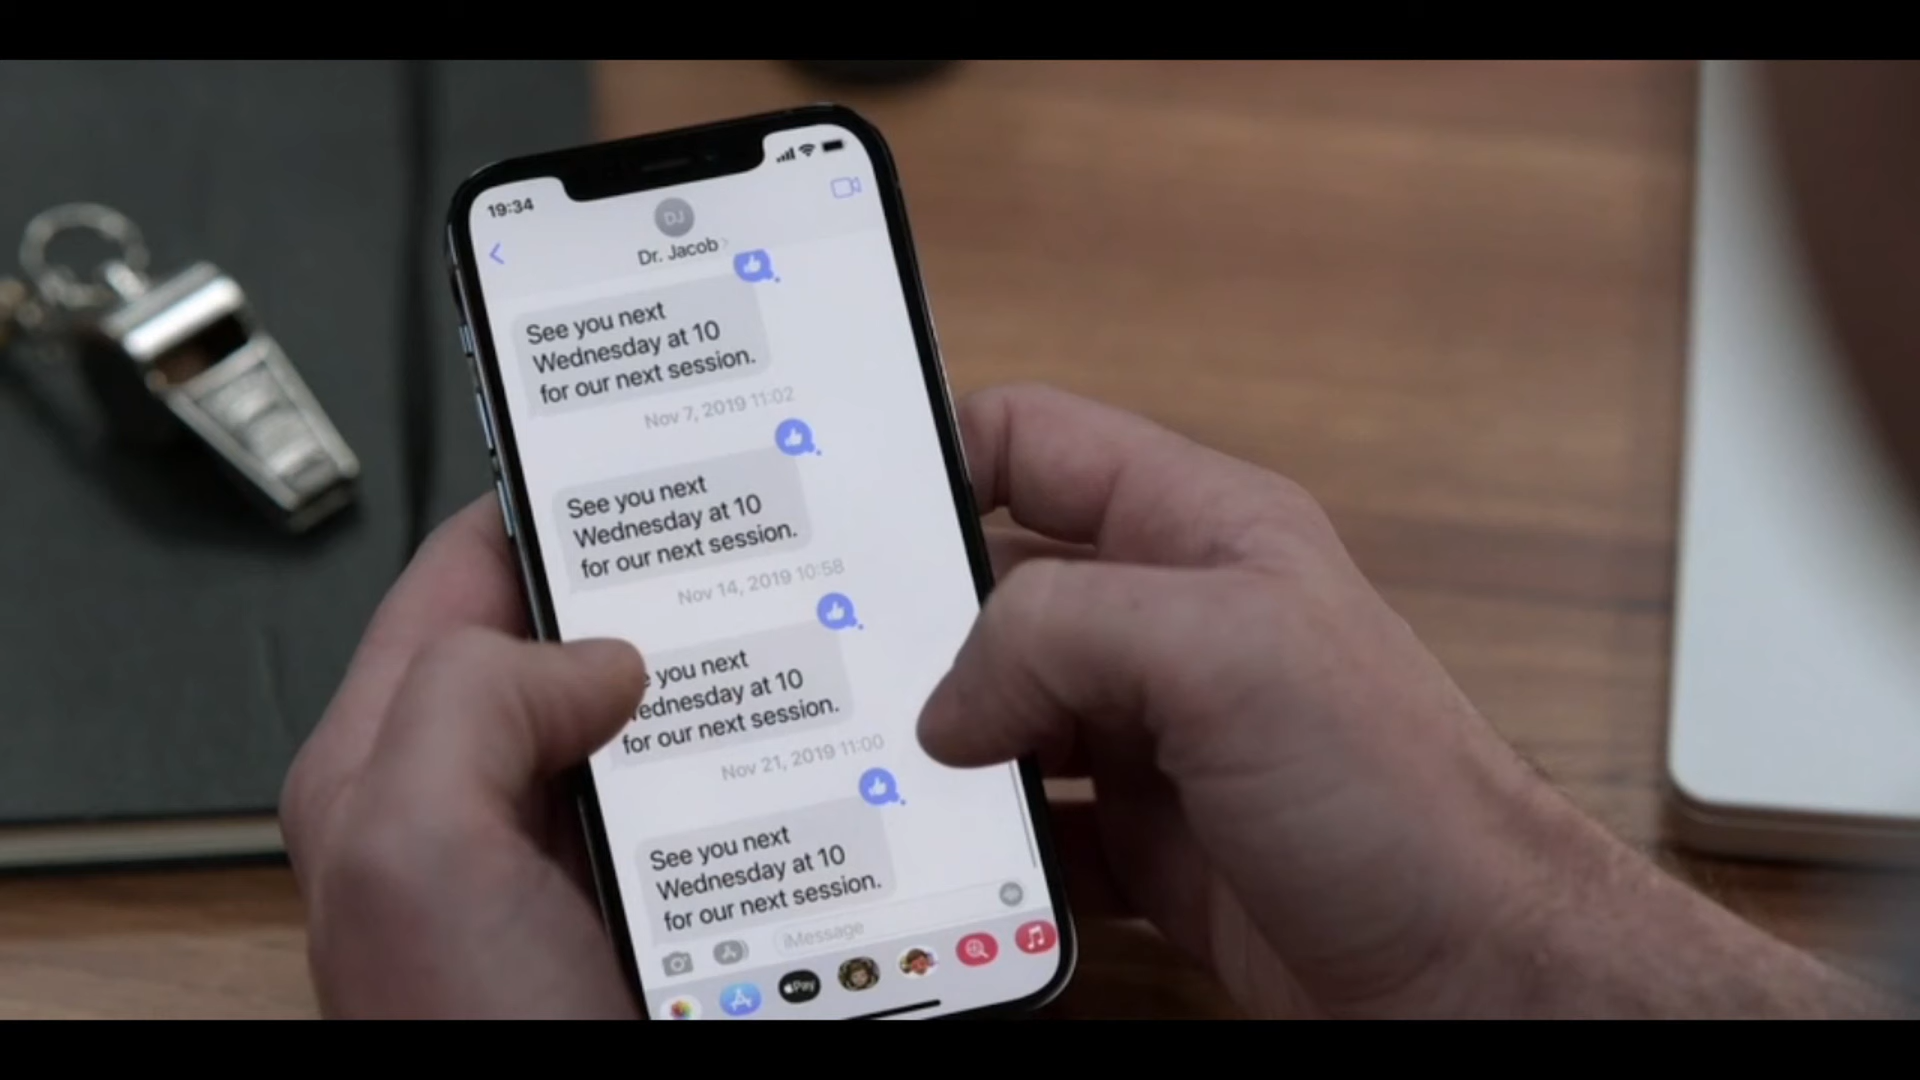 19:34
DJ
Dr. Jacob
See you next
Wednesday at 10
for our next session.
Nov 7, 2019 11:02
See you next
Wednesday at 10
for our next session.
Nov 14, 2019 10:58
you next
ednesday at 10
for our next session.
Nov 21, 2019 11:00
See you next
Wednesday at 10
for our next session.
iMessage
Pay